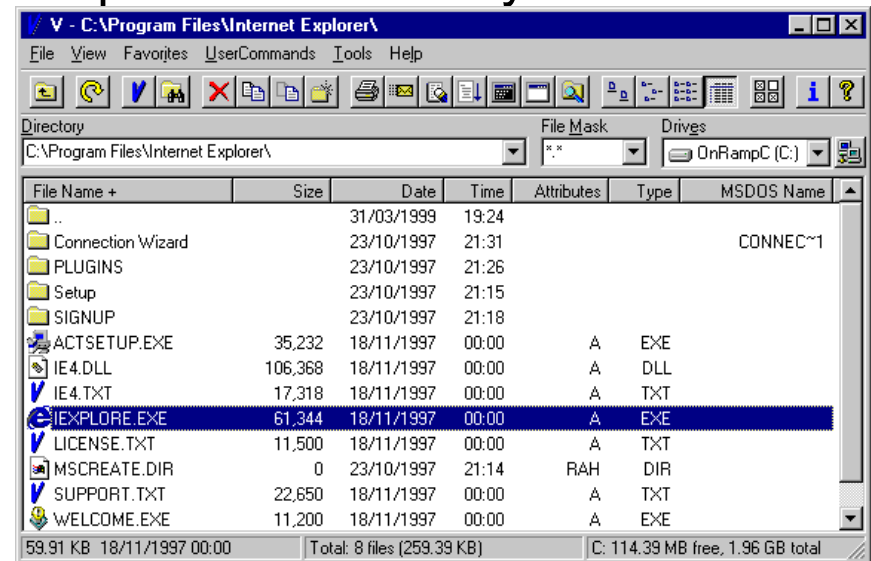 V - C:\Program Files\Internet Explorer\
File View Favorites UserCommands Tools Help
Directory File Mask Drives
C:\Program Files\Internet Explorer\ *.* OnRampC (C:)
File Name + Size Date Time Attributes Type MSDOS Name
.. 31/03/1999 19:24
Connection Wizard 23/10/1997 21:31 CONNEC~1
PLUGINS 23/10/1997 21:26
Setup 23/10/1997 21:15
SIGNUP 23/10/1997 21:18
ACTSETUP.EXE 35,232 18/11/1997 00:00 A EXE
IE4.DLL 106,368 18/11/1997 00:00 A DLL
IE4.TXT 17,318 18/11/1997 00:00 A TXT
IEXPLORE.EXE 61,344 18/11/1997 00:00 A EXE
LICENSE.TXT 11,500 18/11/1997 00:00 A TXT
MSCREATE.DIR 0 23/10/1997 21:14 RAH DIR
SUPPORT.TXT 22,650 18/11/1997 00:00 A TXT
WELCOME.EXE 11,200 18/11/1997 00:00 A EXE
59.91 KB 18/11/1997 00:00 Total: 8 files (259.39 KB) C: 114.39 MB free, 1.96 GB total